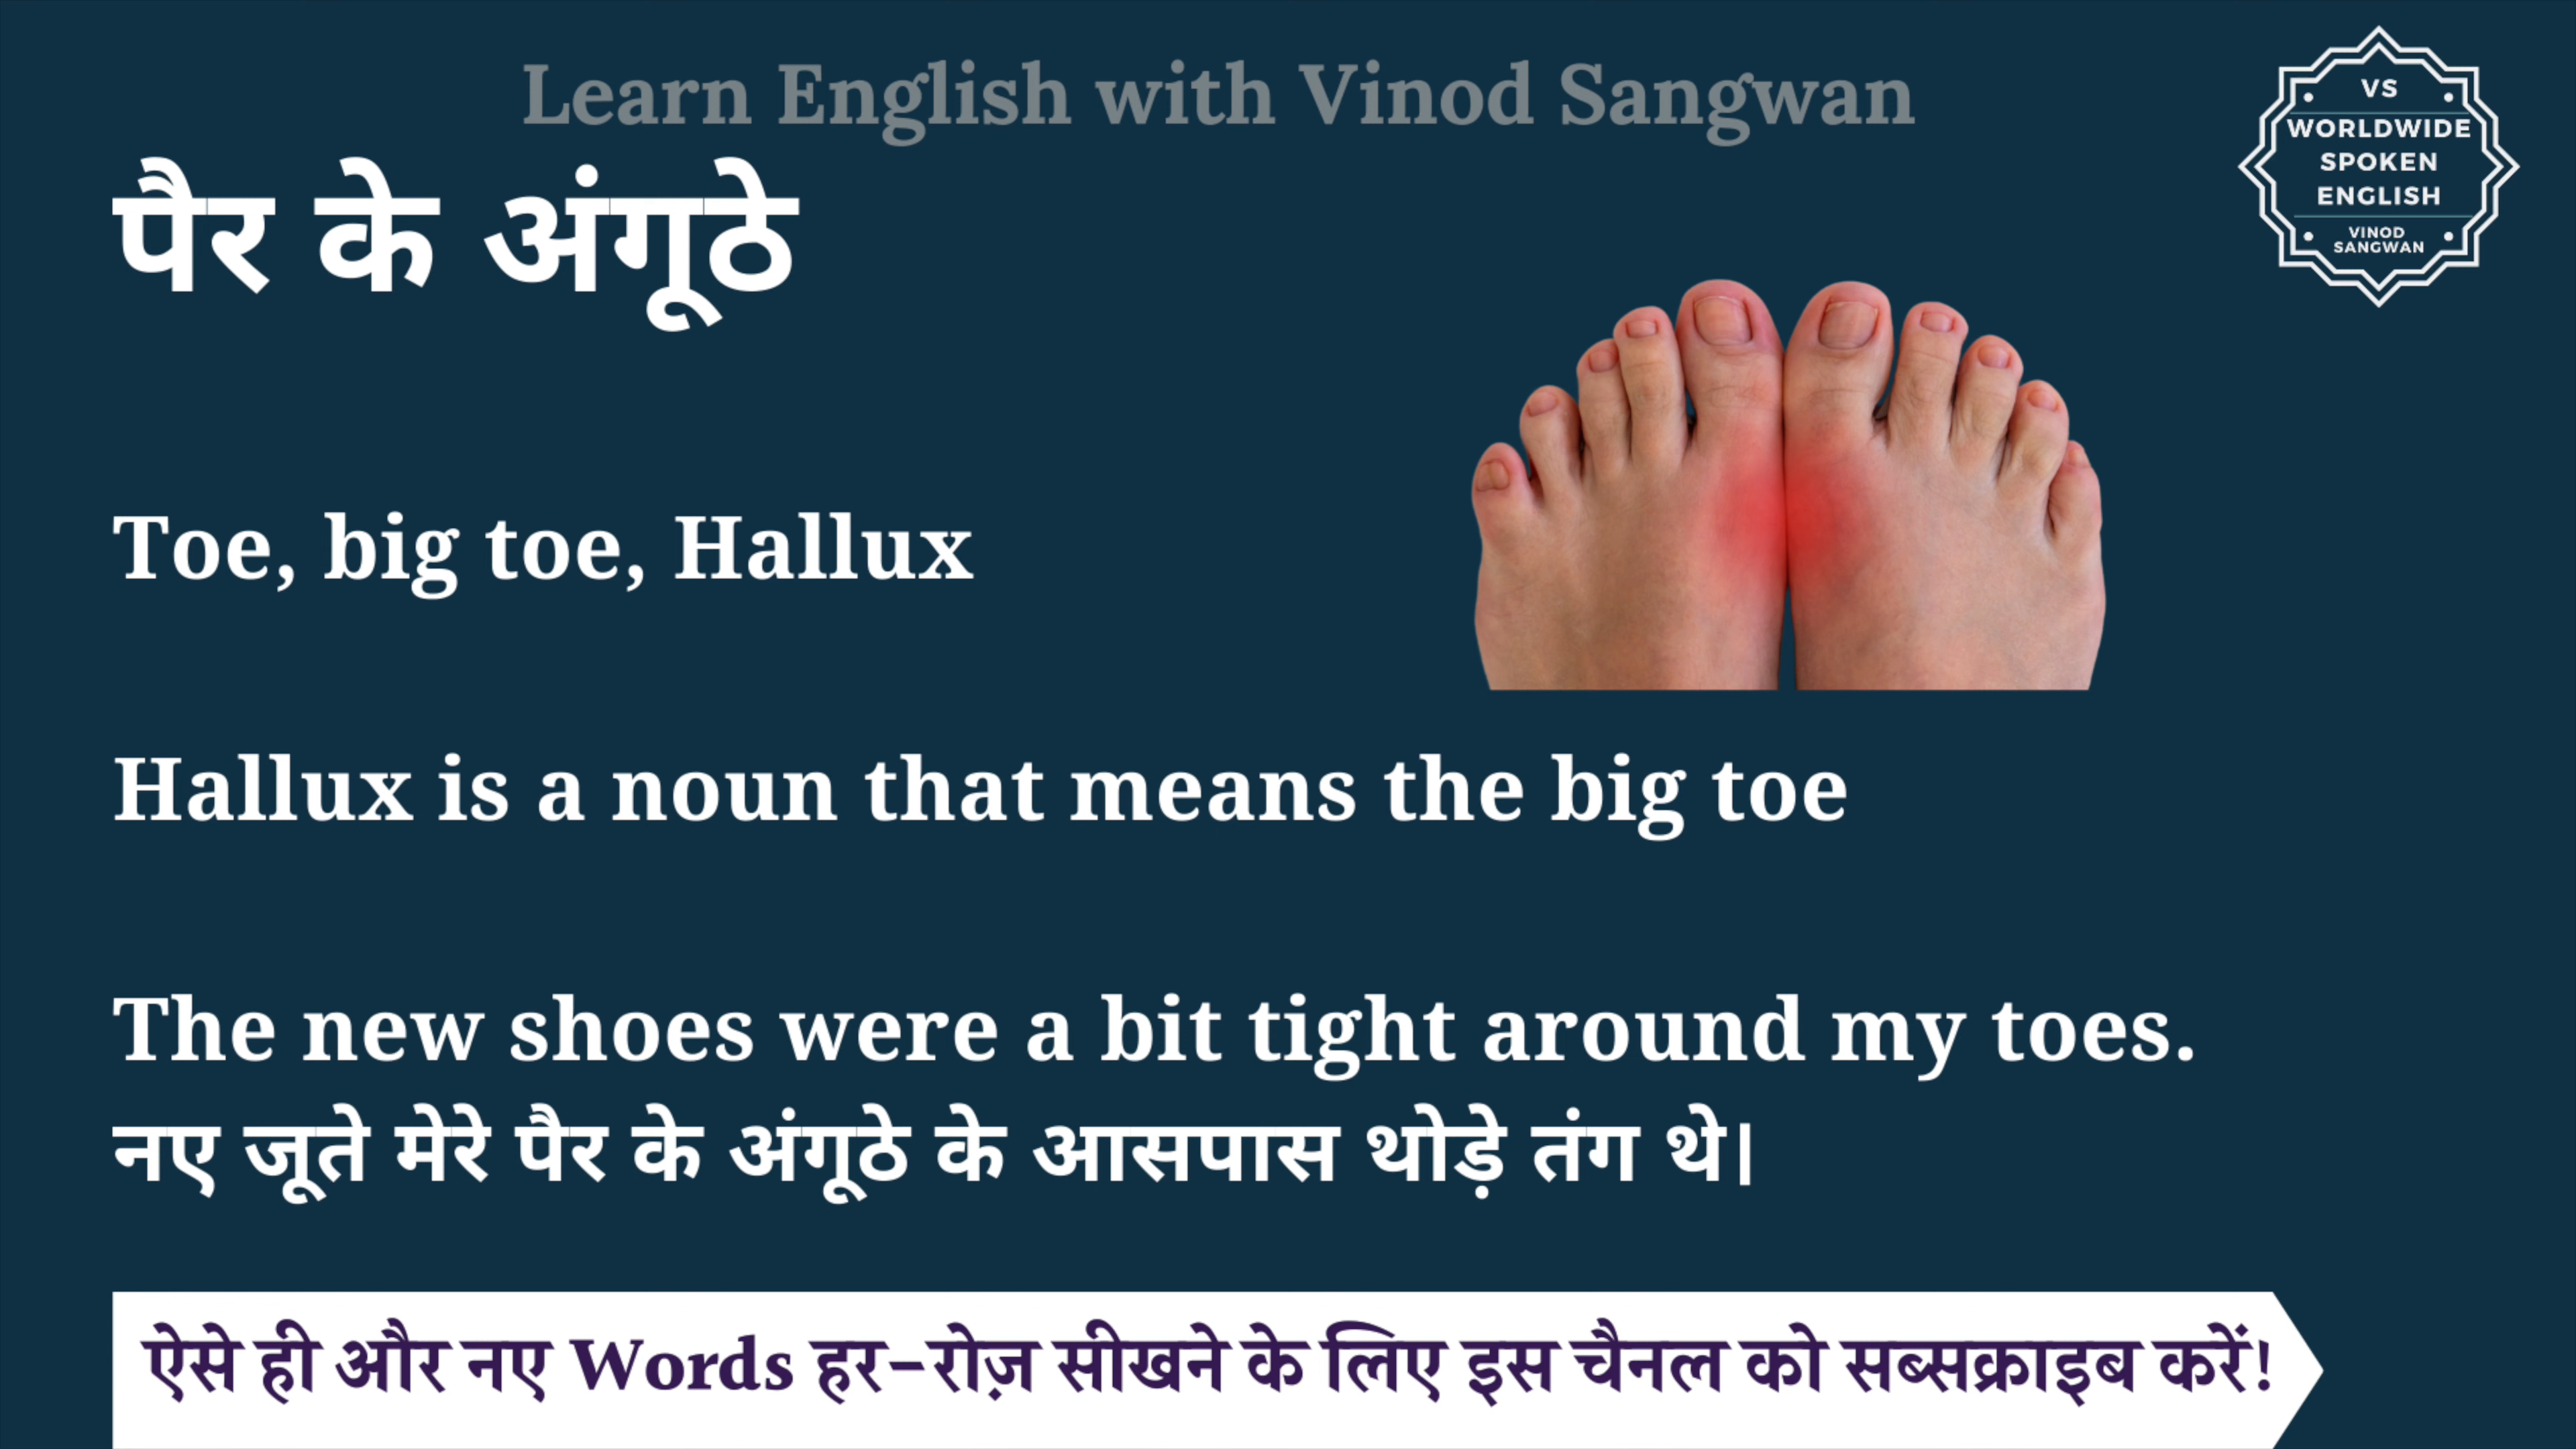 Learn English with Vinod Sangwan
VS
WORLDWIDE
SPOKEN
ENGLISH
VINOD
SANGWAN
पैर के अंगूठे
Toe, big toe, Hallux
Hallux is a noun that means the big toe
The new shoes were a bit tight around my toes.
नए जूते मेरे पैर के अंगूठे के आसपास थोड़े तंग थे।
ऐसे ही और नए Words हर-रोज़ सीखने के लिए इस चैनल को सब्सक्राइब करें!